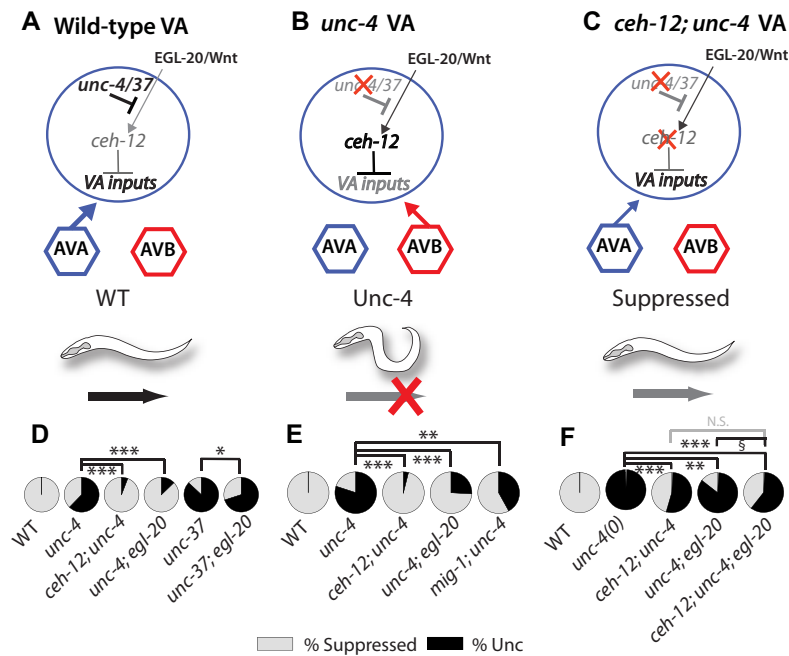 A Wild-type VA
EGL-20/Wnt
unc-4/37
ceh-12
VA inputs
AVA
AVB
WT
B unc-4 VA
EGL-20/Wnt
unc-4/37
ceh-12
VA inputs
AVA
AVB
Unc-4
C ceh-12; unc-4 VA
EGL-20/Wnt
unc-4/37
ceh-12
VA inputs
AVA
AVB
Suppressed
D
*** *
***
WT
unc-4
ceh-12; unc-4
unc-4; egl-20
unc-37
unc-37; egl-20
E
**
*** ***
WT
unc-4
ceh-12; unc-4
unc-4; egl-20
mig-1; unc-4
F
N.S.
*** §
*** **
WT
unc-4(0)
ceh-12; unc-4
unc-4; egl-20
ceh-12; unc-4; egl-20
% Suppressed % Unc